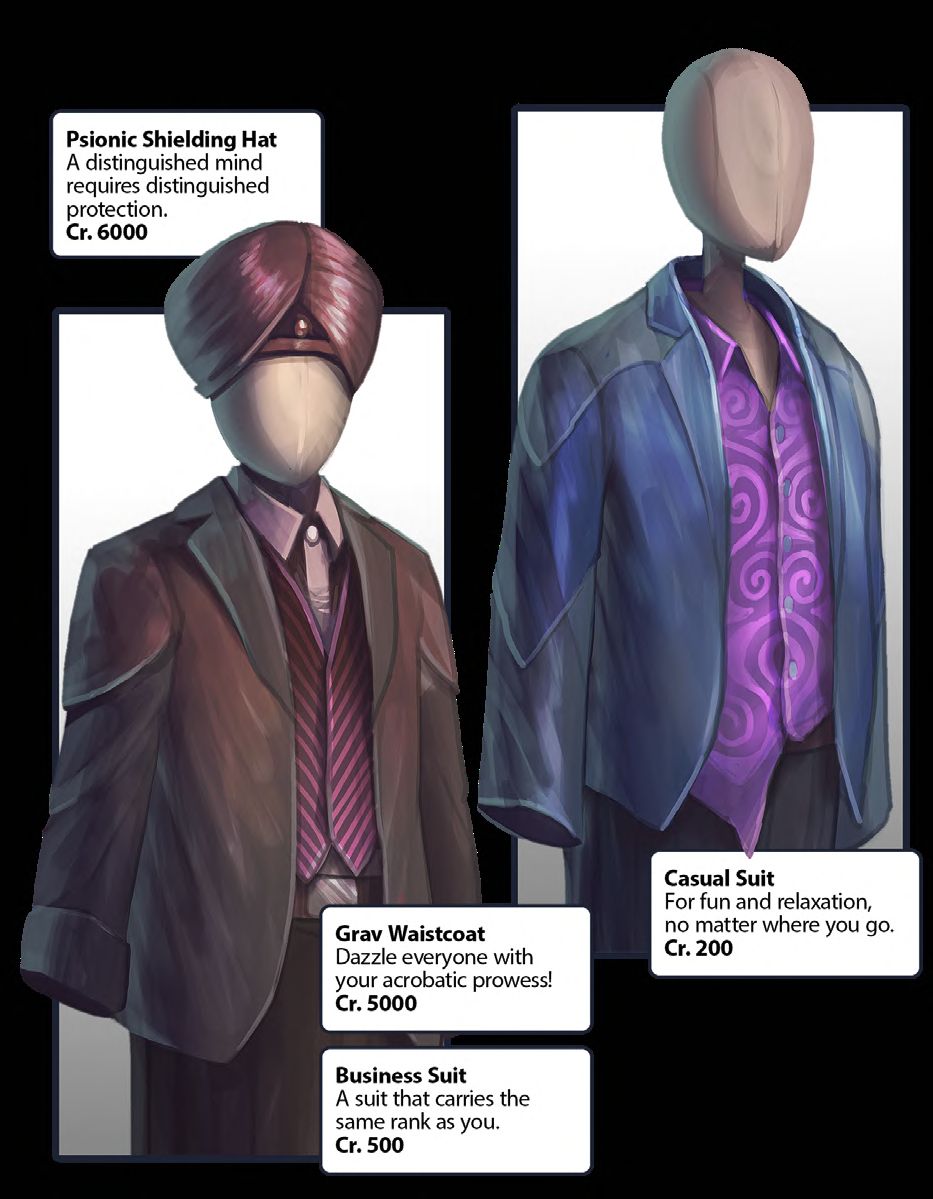 Psionic Shielding Hat
A distinguished mind
requires distinguished
protection.
Cr. 6000
Grav Waistcoat
Dazzle everyone with
your acrobatic prowess!
Cr. 5000
Business Suit
A suit that carries the
same rank as you.
Cr. 500
Casual Suit
For fun and relaxation,
no matter where you go.
Cr. 200